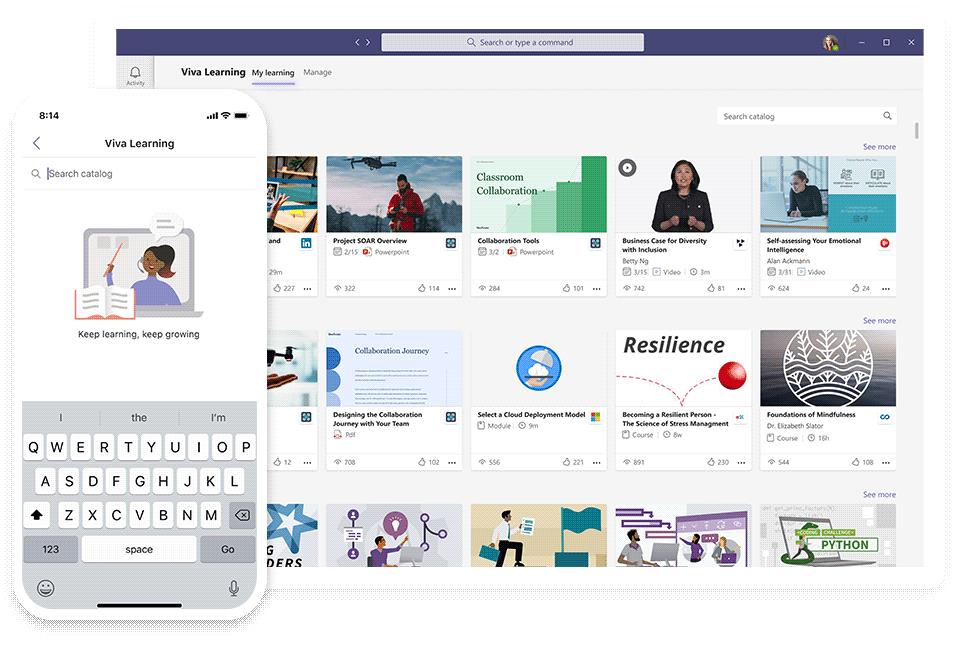 Search or type a command
Activity
Viva Learning My learning Manage
Search catalog
See more
and
29m
227
Project SOAR Overview
2/15 Powerpoint
322 114
Classroom
Collaboration
Collaboration Tools
3/2 Powerpoint
284 101
Business Case for Diversity
with Inclusion
Betty Ng
3/15 Video 3m
742 81
Self-assessing Your Emotional
Intelligence
Alan Ackmann
3/31 Video
624 24
See more
12
Collaboration Journey
Designing the Collaboration
Journey with Your Team
Pdf
708 102
Select a Cloud Deployment Model
Module 9m
556 221
Resilience
Becoming a Resilient Person -
The Science of Stress Managment
Course 8w
891 230
Foundations of Mindfulness
Dr. Elizabeth Slator
Course 16h
544 108
See more
CODING CHALLENGE
PYTHON
8:14
Viva Learning
Search catalog
Keep learning, keep growing
I the I'm
Q W E R T Y U I O P
A S D F G H J K L
Z X C V B N M
123 space Go